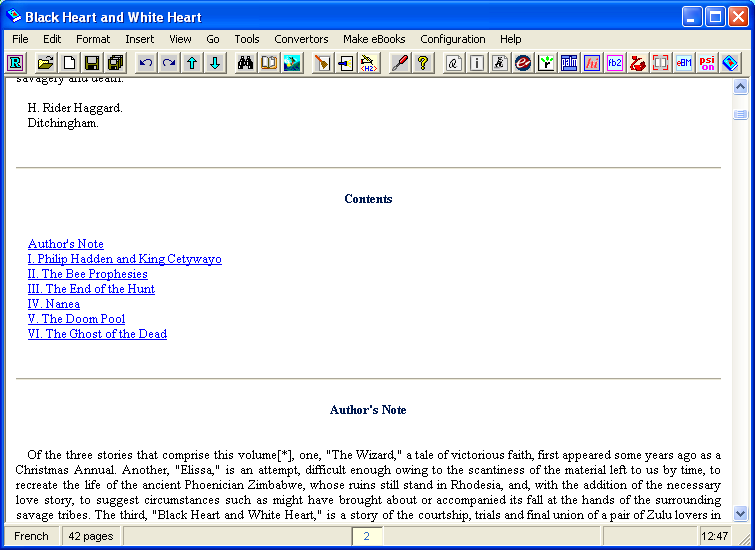 Black Heart and White Heart
File Edit Format Insert View Go Tools Convertors Make eBooks Configuration Help
R <H2> ? a i e hi fb2 eBM psi on
savagery and death.
H. Rider Haggard.
Ditchingham.
Contents
Author's Note
I. Philip Hadden and King Cetywayo
II. The Bee Prophesies
III. The End of the Hunt
IV. Nanea
V. The Doom Pool
VI. The Ghost of the Dead
Author's Note
Of the three stories that comprise this volume[*], one, "The Wizard," a tale of victorious faith, first appeared some years ago as a
Christmas Annual. Another, "Elissa," is an attempt, difficult enough owing to the scantiness of the material left to us by time, to
recreate the life of the ancient Phoenician Zimbabwe, whose ruins still stand in Rhodesia, and, with the addition of the necessary
love story, to suggest circumstances such as might have brought about or accompanied its fall at the hands of the surrounding
savage tribes. The third, "Black Heart and White Heart," is a story of the courtship, trials and final union of a pair of Zulu lovers in
French 42 pages 2 12:47